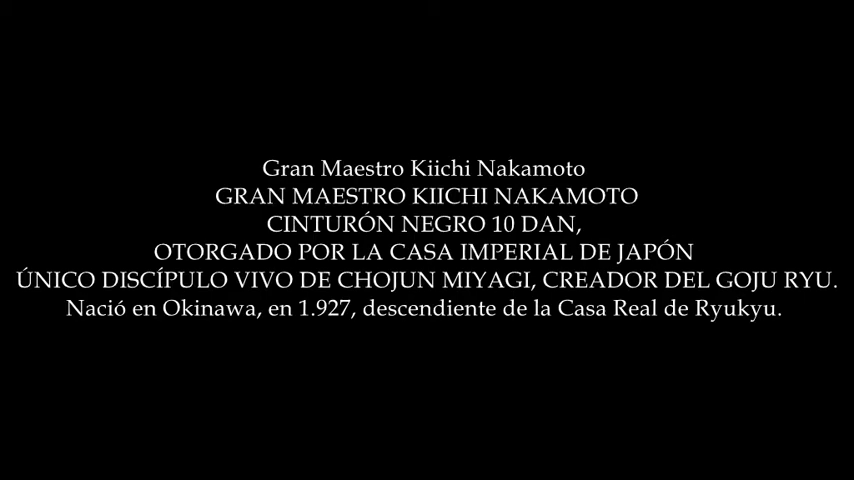 Gran Maestro Kiichi Nakamoto
GRAN MAESTRO KIICHI NAKAMOTO
CINTURÓN NEGRO 10 DAN,
OTORGADO POR LA CASA IMPERIAL DE JAPÓN
ÚNICO DISCÍPULO VIVO DE CHOJUN MIYAGI, CREADOR DEL GOJU RYU.
Nació en Okinawa, en 1.927, descendiente de la Casa Real de Ryukyu.